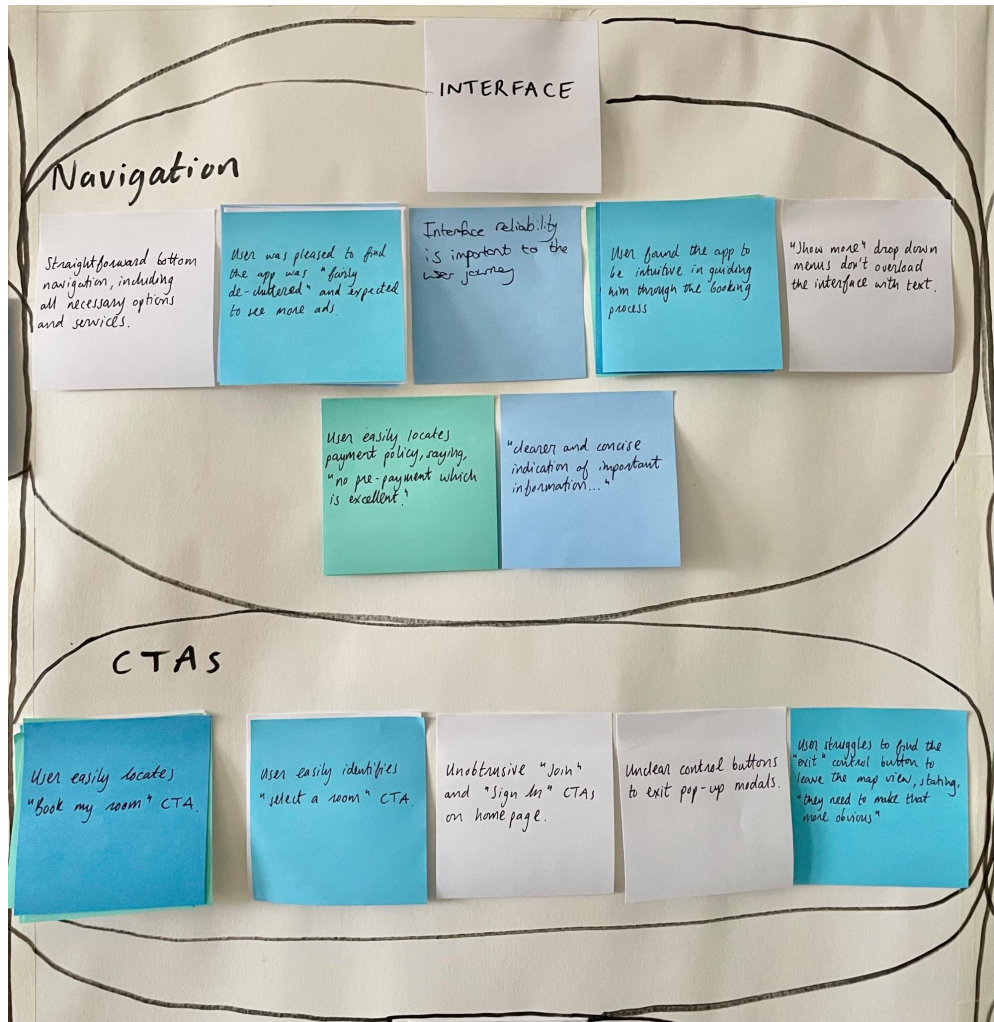 INTERFACE
Navigation
Straightforward bottom
navigation, including
all necessary options
and services.
User was pleased to find
the app was "fairly
de-cluttered" and expected
to see more ads.
Interface reliability
is important to the
user journey
User found the app to
be intuitive in guiding
him through the booking
process
"Show more" drop down
menus don't overload
the interface with text.
User easily locates
payment policy, saying,
"no pre-payment which
is excellent."
"clearer and concise
indication of important
information..."
CTAs
User easily locates
"Book my room" CTA.
User easily identifies
"select a room" CTA.
Unobtrusive "Join"
and "Sign In" CTAs
on homepage.
Unclear control buttons
to exit pop-up modals.
User struggles to find the
"exit" control button to
leave the map view, stating,
"they need to make that
more obvious"